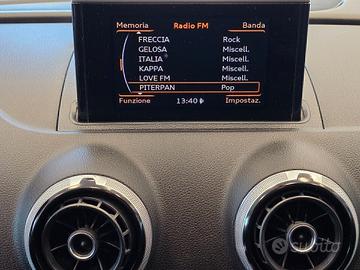 Memoria Radio FM Banda
FRECCIA Rock
GELOSA Miscell.
ITALIA Miscell.
KAPPA Miscell.
LOVE FM Miscell.
PITERPAN Pop
Funzione 13:40 Impostaz.
subito